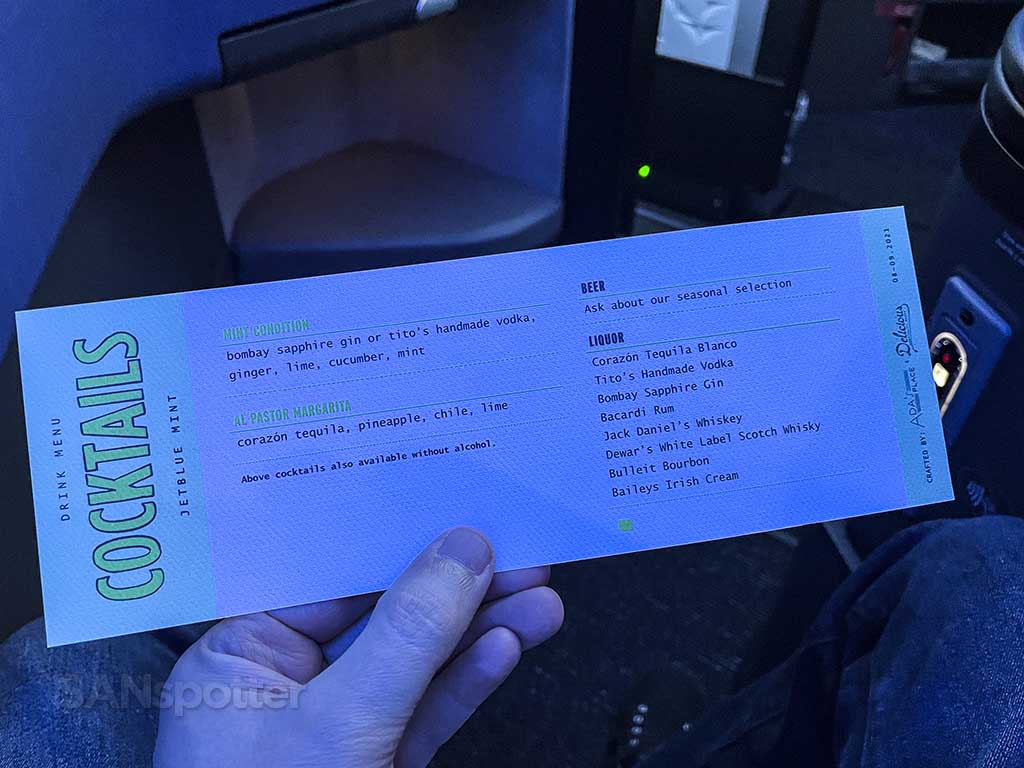 DRINK MENU
COCKTAILS
JETBLUE MINT
MINT CONDITION
bombay sapphire gin or tito's handmade vodka,
ginger, lime, cucumber, mint
AL PASTOR MARGARITA
corazón tequila, pineapple, chile, lime
Above cocktails also available without alcohol.
BEER
Ask about our seasonal selection
LIQUOR
Corazón Tequila Blanco
Tito's Handmade Vodka
Bombay Sapphire Gin
Bacardi Rum
Jack Daniel's Whiskey
Dewar's White Label Scotch Whisky
Bulleit Bourbon
Baileys Irish Cream
CRAFTED BY: ADA'S PLACE & Delicious
08-09.2023
SANspotter